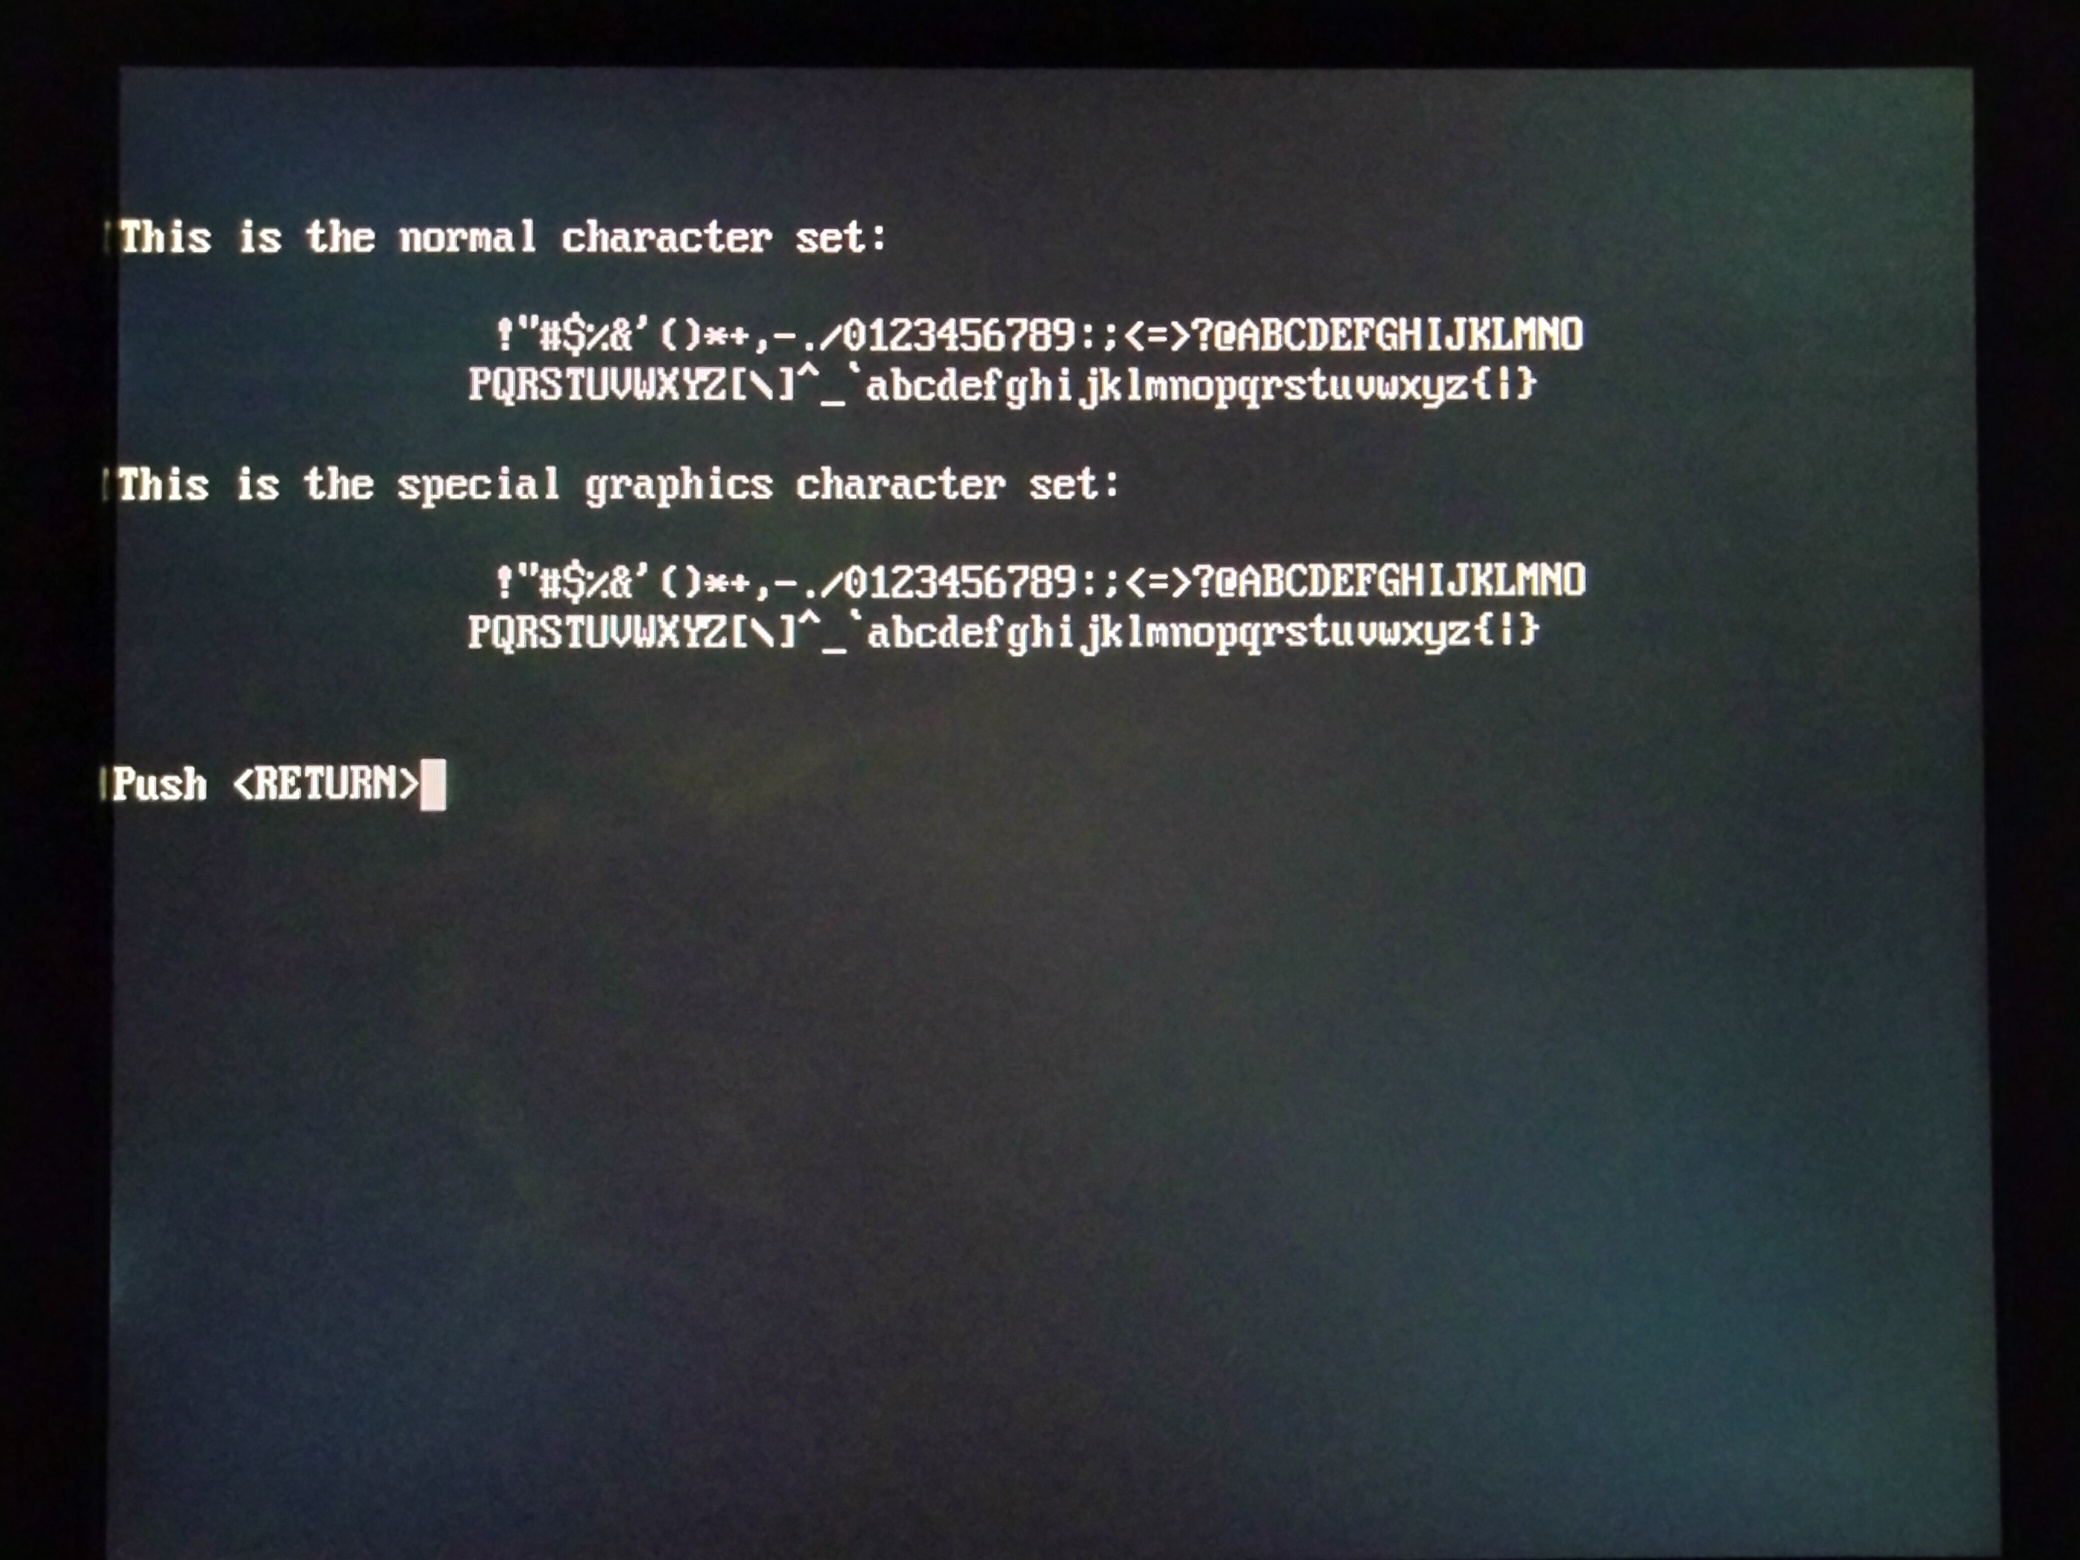 This is the normal character set:
!"#$%&'()*+,-./0123456789:;<=>?@ABCDEFGHIJKLMNO
PQRSTUVWXYZ[\]^_`abcdefghijklmnopqrstuvwxyz{|}
This is the special graphics character set:
!"#$%&'()*+,-./0123456789:;<=>?@ABCDEFGHIJKLMNO
PQRSTUVWXYZ[\]^_`abcdefghijklmnopqrstuvwxyz{|}
Push <RETURN>